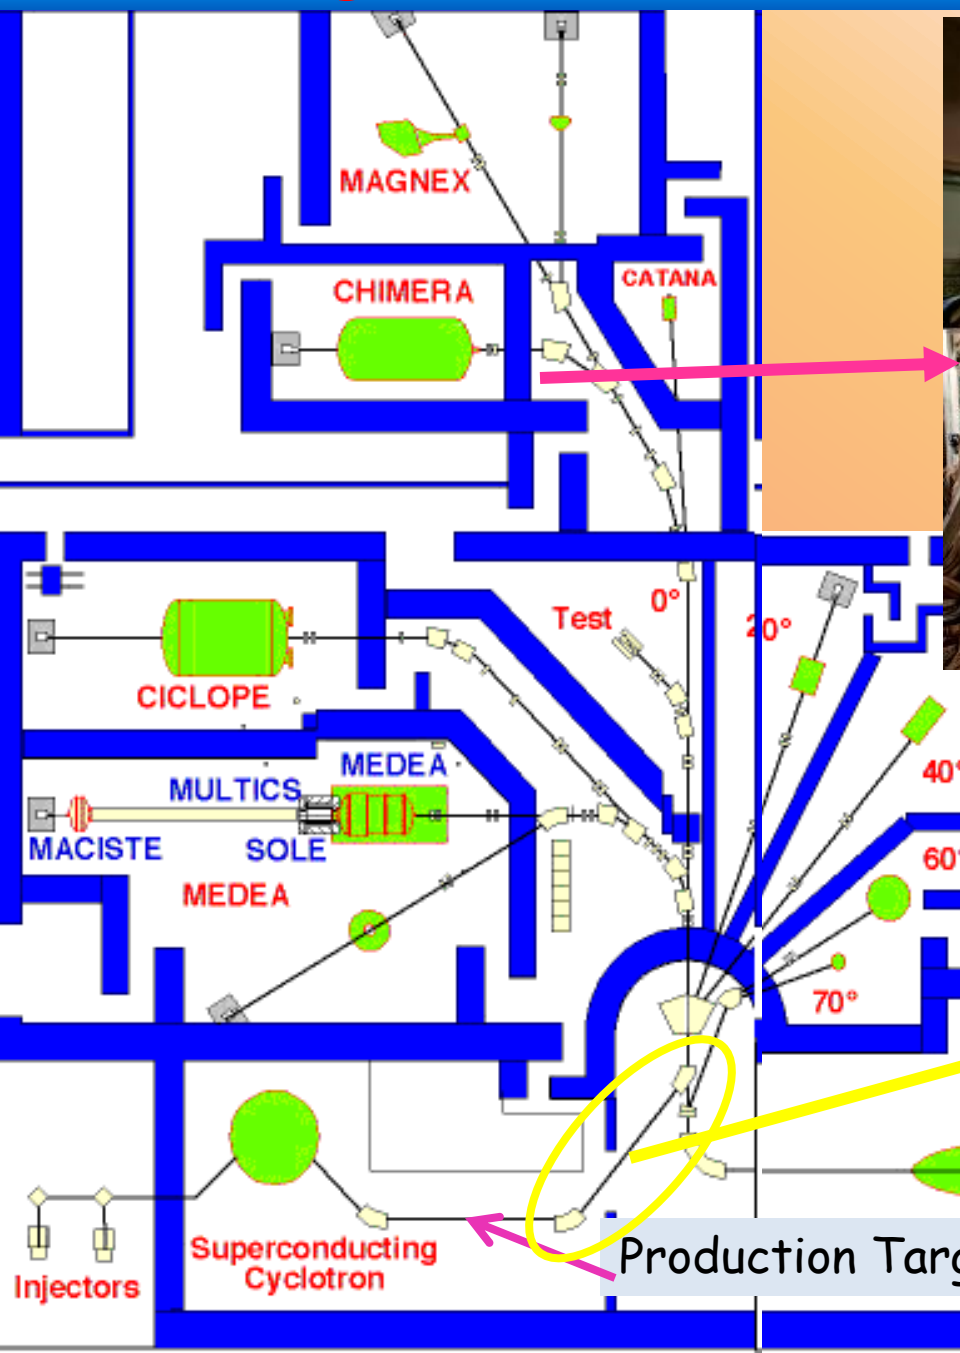 MAGNEX
CHIMERA
CATANA
Test
0°
20°
CICLOPE
40°
MULTICS
MEDEA
MACISTE
SOLE
60°
MEDEA
70°
Superconducting
Cyclotron
Injectors
Production Targ